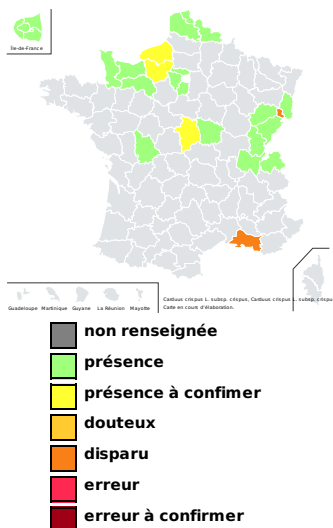 Île-de-France
Guadeloupe Martinique Guyane La Réunion Mayotte
Carduus crispus L. subsp. crispus, Carduus crispus L. subsp. crispus
Carte en cours d'élaboration.
non renseignée
présence
présence à confimer
douteux
disparu
erreur
erreur à confirmer